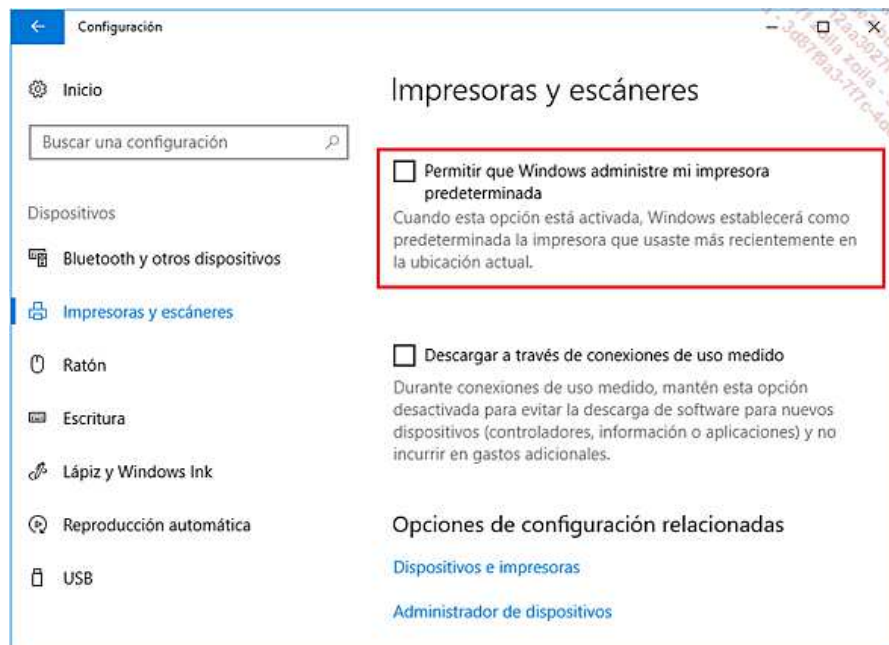 Configuración
Inicio
Buscar una configuración
Dispositivos
Bluetooth y otros dispositivos
Impresoras y escáneres
Ratón
Escritura
Lápiz y Windows Ink
Reproducción automática
USB
Impresoras y escáneres
Permitir que Windows administre mi impresora
predeterminada
Cuando esta opción está activada, Windows establecerá como
predeterminada la impresora que usaste más recientemente en
la ubicación actual.
Descargar a través de conexiones de uso medido
Durante conexiones de uso medido, mantén esta opción
desactivada para evitar la descarga de software para nuevos
dispositivos (controladores, información o aplicaciones) y no
incurrir en gastos adicionales.
Opciones de configuración relacionadas
Dispositivos e impresoras
Administrador de dispositivos